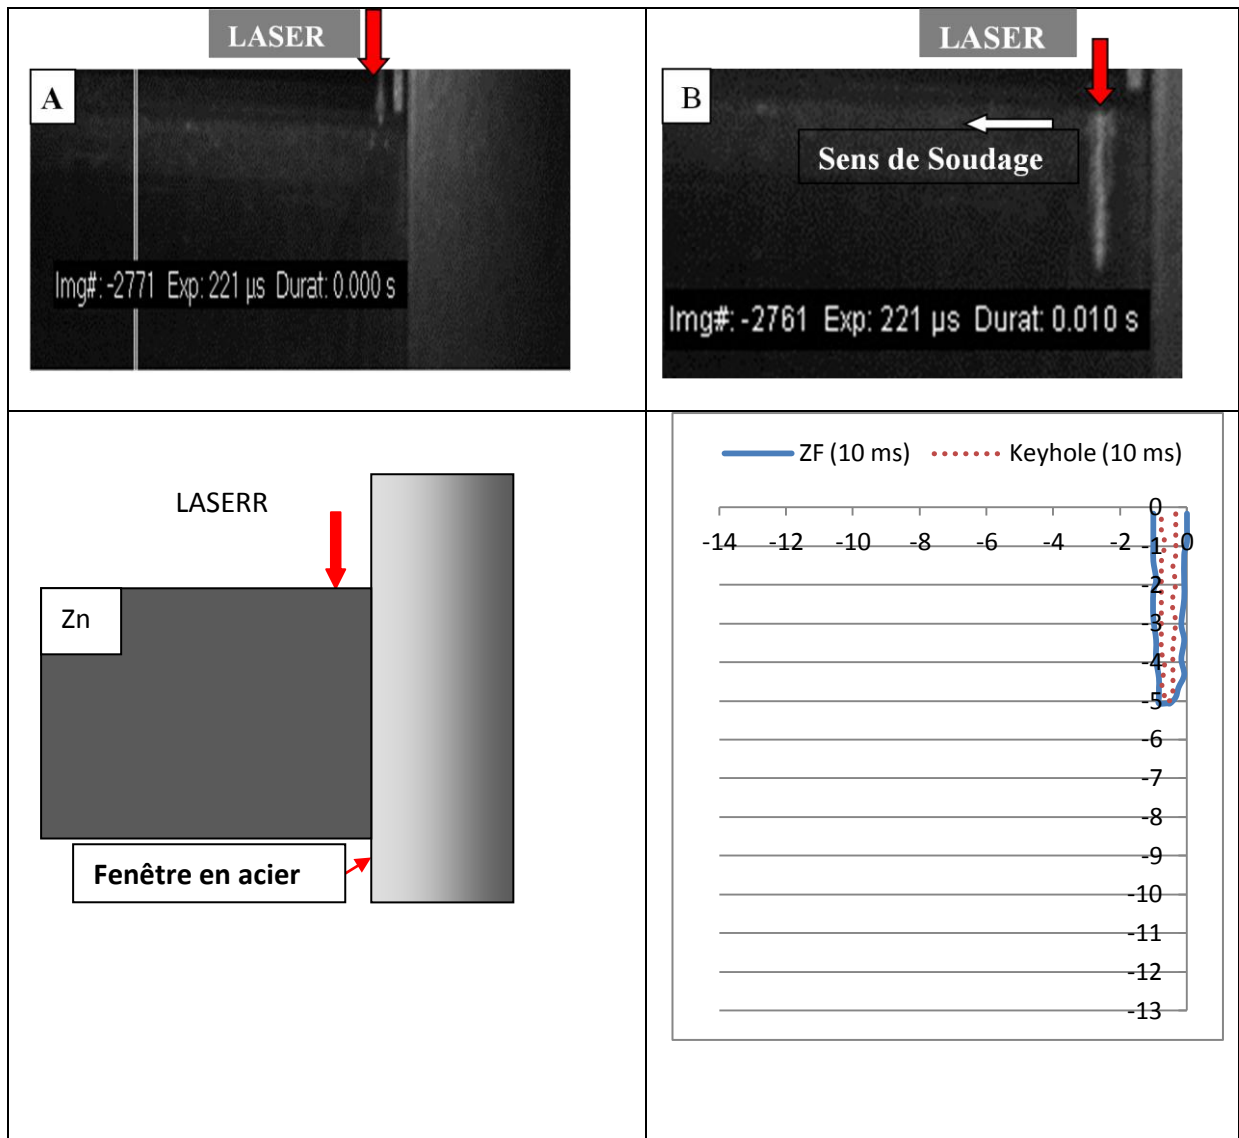 LASER
A
Img#: -2771 Exp: 221 µs Durat: 0.000 s
LASER
B
Sens de Soudage
Img#: -2761 Exp: 221 µs Durat: 0.010 s
LASERR
Zn
Fenêtre en acier
ZF (10 ms) Keyhole (10 ms)
0
-14 -12 -10 -8 -6 -4 -2 0
-1
-2
-3
-4
-5
-6
-7
-8
-9
-10
-11
-12
-13